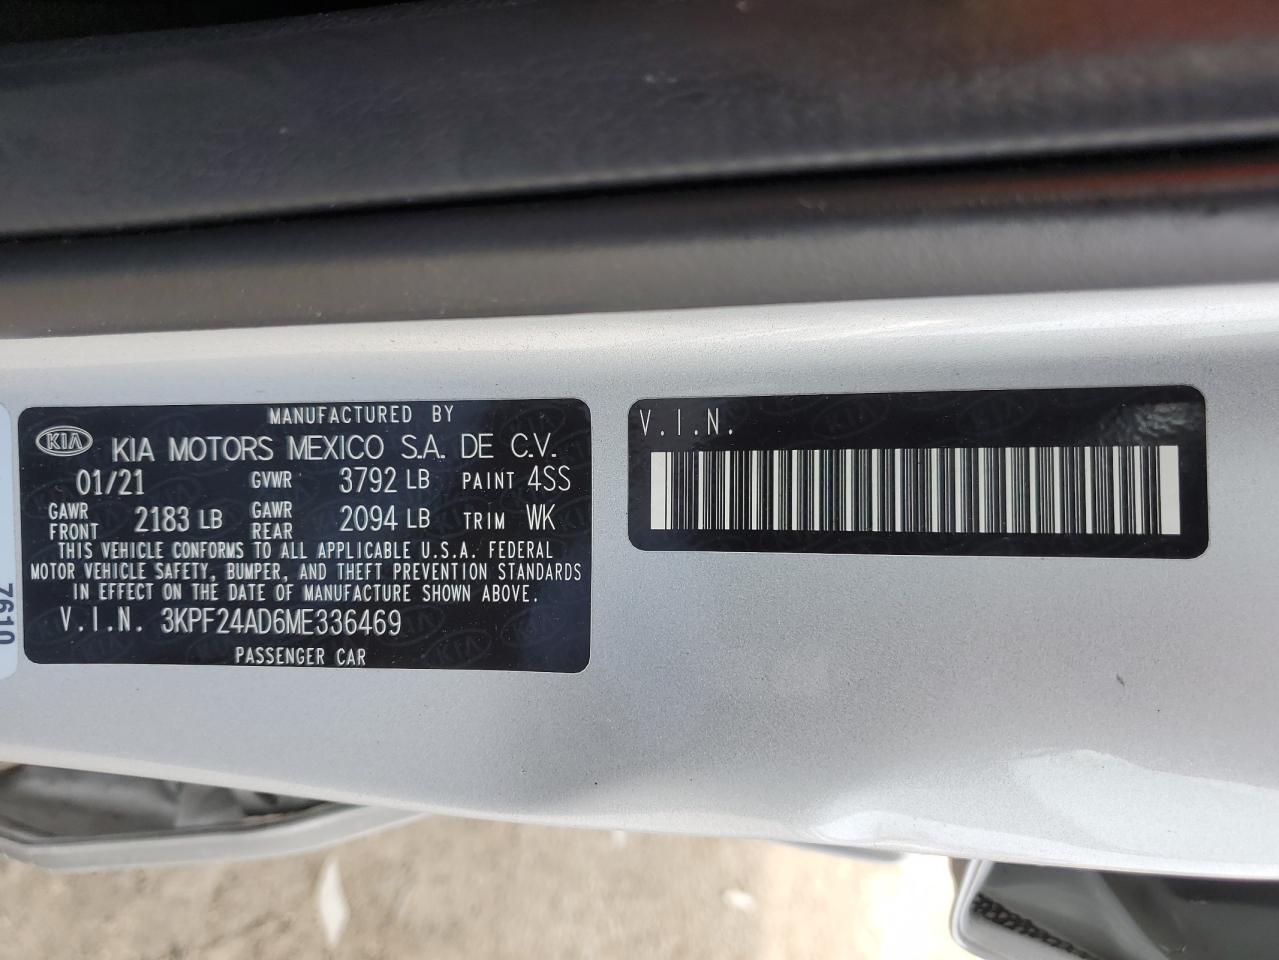 MANUFACTURED BY
KIA KIA MOTORS MEXICO S.A. DE C.V.
01/21 GVWR 3792 LB PAINT 4SS
GAWR FRONT 2183 LB GAWR REAR 2094 LB TRIM WK
THIS VEHICLE CONFORMS TO ALL APPLICABLE U.S.A. FEDERAL
MOTOR VEHICLE SAFETY, BUMPER, AND THEFT PREVENTION STANDARDS
IN EFFECT ON THE DATE OF MANUFACTURE SHOWN ABOVE.
V.I.N. 3KPF24AD6ME336469
PASSENGER CAR
V.I.N.
7610